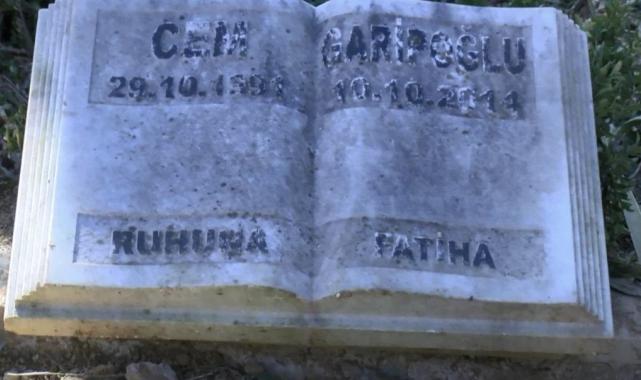 CEM GARİPOĞLU
29.10.1991 10.10.2014
RUHUNA FATİHA